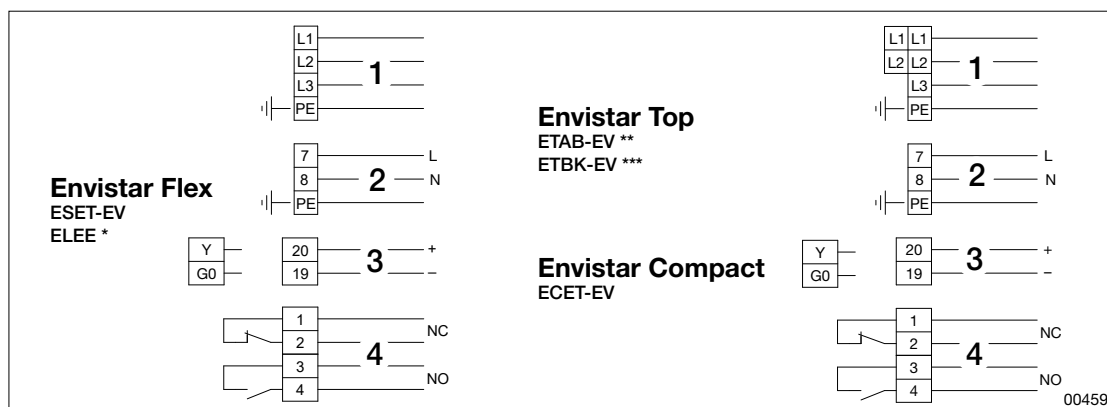 L1
L2
L3
PE
1
7
8
PE
2
L
N
Envistar Flex
ESET-EV
ELEE *
Y
G0
20
19
3
+
–
1
2
3
4
4
NC
NO
L1 L1
L2 L2
L3
PE
1
Envistar Top
ETAB-EV **
ETBK-EV ***
7
8
PE
2
L
N
Envistar Compact
ECET-EV
Y
G0
20
19
3
+
–
1
2
3
4
4
NC
NO
00459